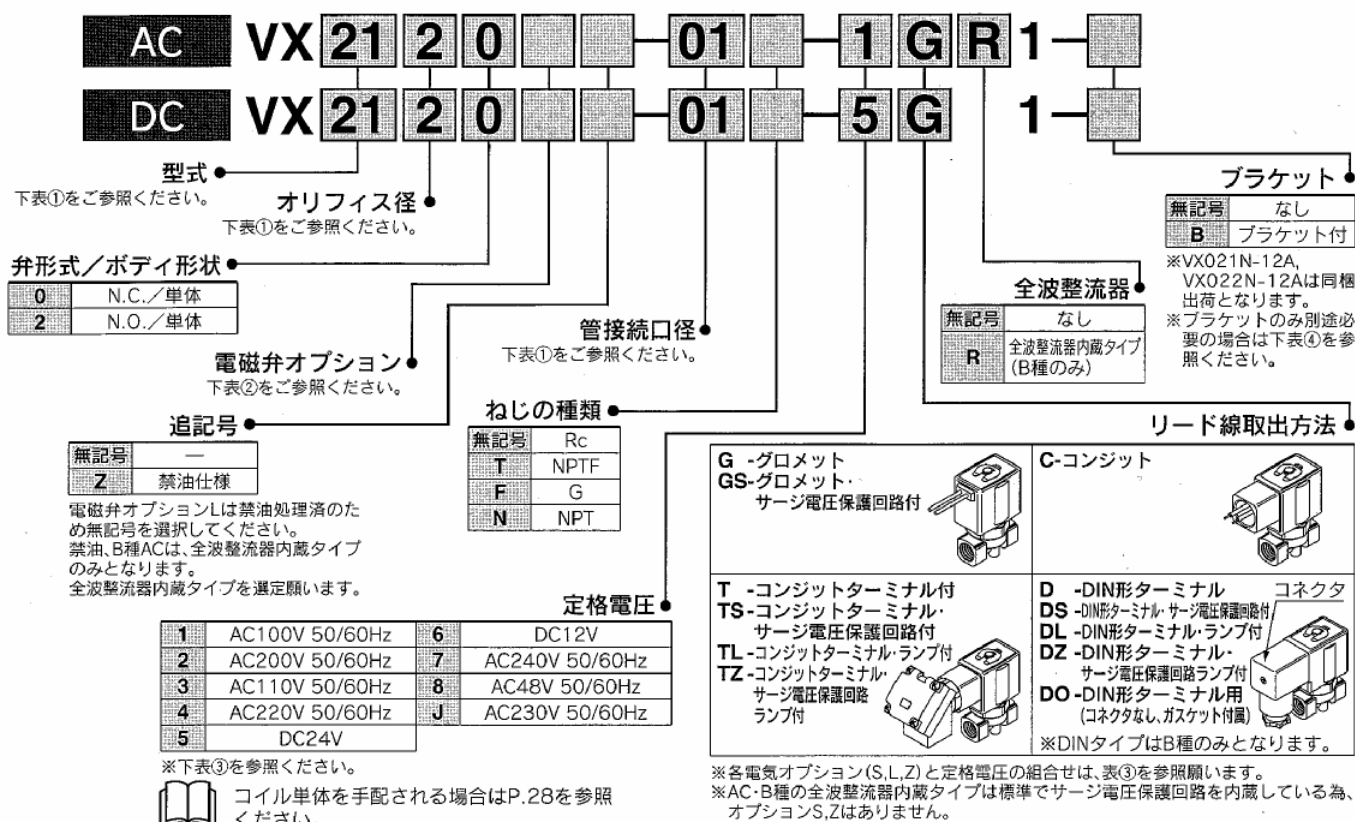 AC VX 21 2 0 － 01 － 1 G R 1－
DC VX 21 2 0 － 01 － 5 G 1－
型式
下表①をご参照ください。
オリフィス径
下表①をご参照ください。
弁形式／ボディ形状
0 N.C.／単体
2 N.O.／単体
電磁弁オプション
下表②をご参照ください。
追記号
無記号 ―
Z 禁油仕様
電磁弁オプションLは禁油処理済のた
め無記号を選択してください。
禁油、B種ACは、全波整流器内蔵タイプ
のみとなります。
全波整流器内蔵タイプを選定願います。
管接続口径
下表①をご参照ください。
ねじの種類
無記号 Rc
T NPTF
F G
N NPT
定格電圧
1 AC100V 50/60Hz 6 DC12V
2 AC200V 50/60Hz 7 AC240V 50/60Hz
3 AC110V 50/60Hz 8 AC48V 50/60Hz
4 AC220V 50/60Hz J AC230V 50/60Hz
5 DC24V
※下表③を参照ください。
コイル単体を手配される場合はP.28を参照
ください。
全波整流器
無記号 なし
R 全波整流器内蔵タイプ
(B種のみ)
ブラケット
無記号 なし
B ブラケット付
※VX021N-12A,
VX022N-12Aは同梱
出荷となります。
※ブラケットのみ別途必
要の場合は下表④を参
照ください。
リード線取出方法
G -グロメット
GS-グロメット・
サージ電圧保護回路付
C-コンジット
T -コンジットターミナル付
TS-コンジットターミナル・
サージ電圧保護回路付
TL-コンジットターミナル・ランプ付
TZ-コンジットターミナル・
サージ電圧保護回路
ランプ付
D -DIN形ターミナル
コネクタ
DS -DIN形ターミナル・サージ電圧保護回路付
DL -DIN形ターミナル・ランプ付
DZ -DIN形ターミナル・
サージ電圧保護回路ランプ付
DO -DIN形ターミナル用
(コネクタなし、ガスケット付属)
※DINタイプはB種のみとなります。
※各電気オプション(S,L,Z)と定格電圧の組合せは、表③を参照願います。
※AC・B種の全波整流器内蔵タイプは標準でサージ電圧保護回路を内蔵している為、
オプションS,Zはありません。